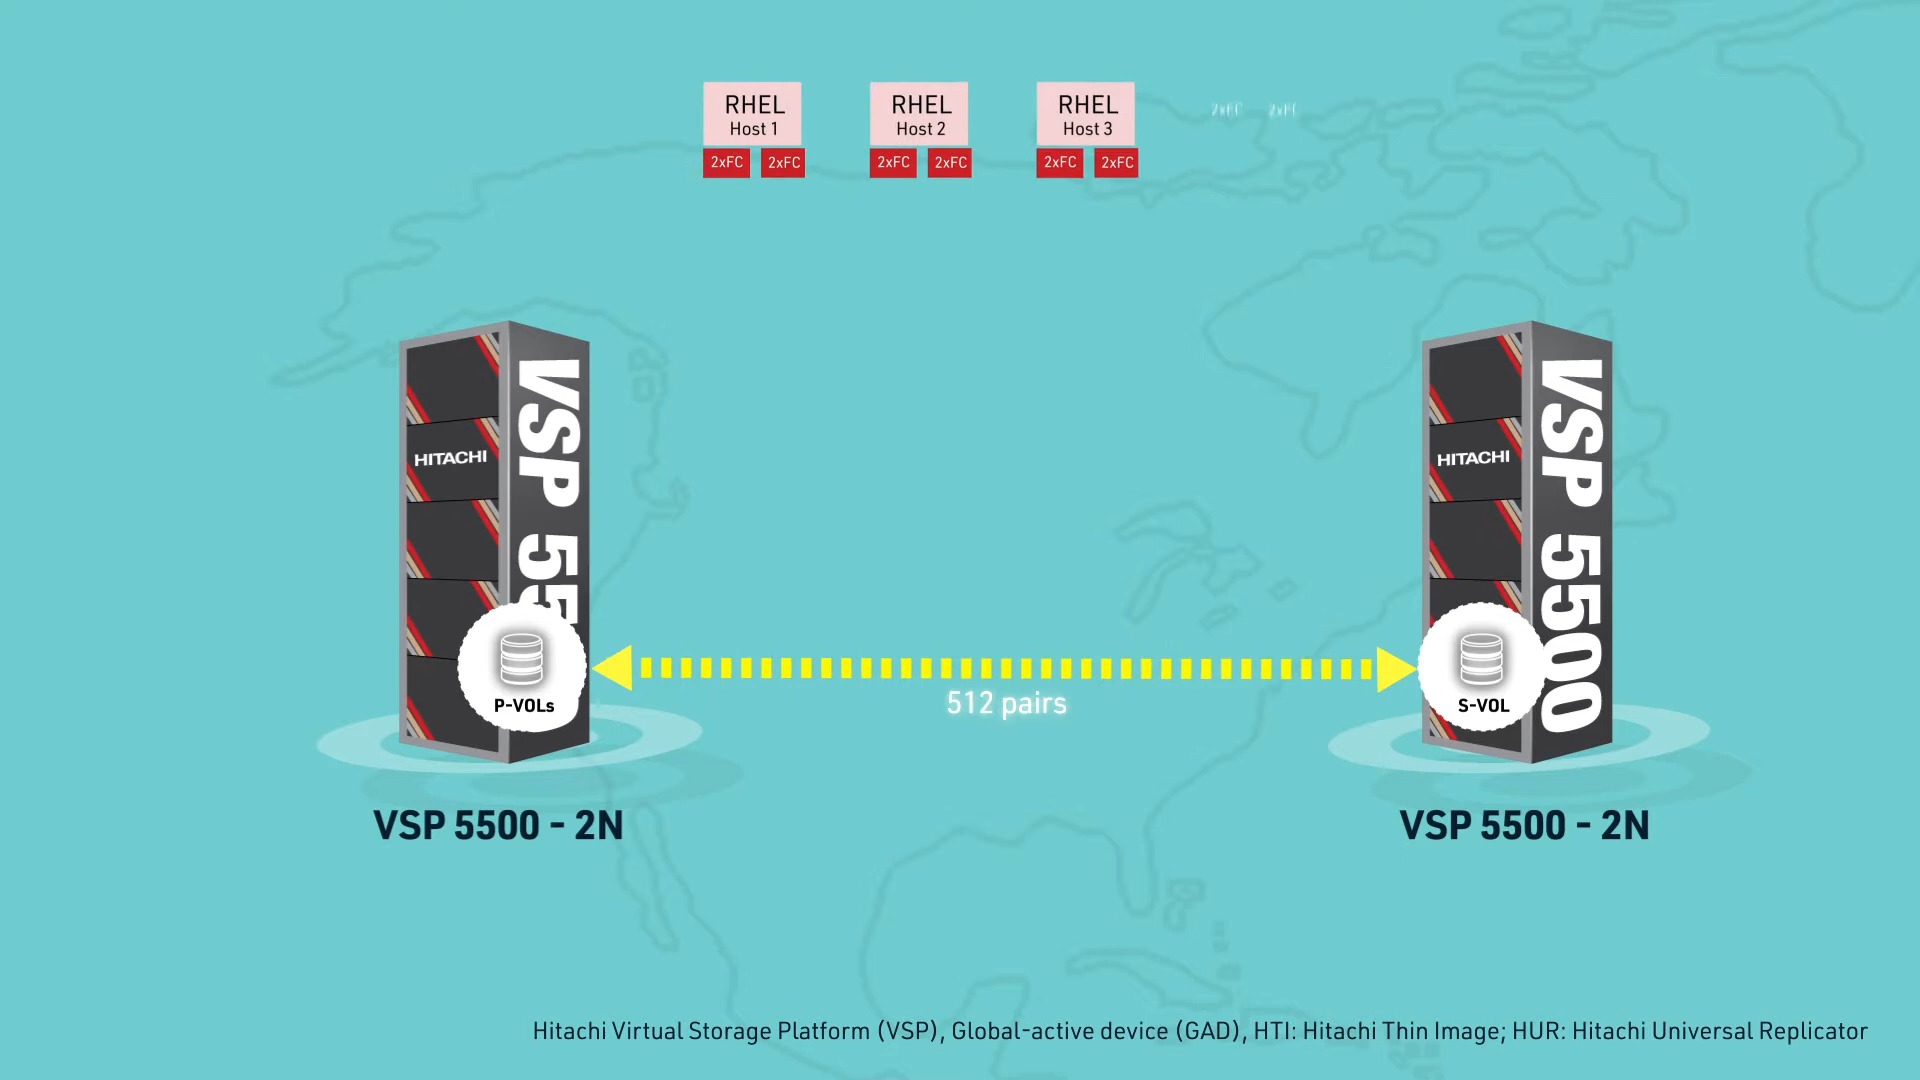 RHEL
Host 1
2xFC 2xFC
RHEL
Host 2
2xFC 2xFC
RHEL
Host 3
2xFC 2xFC
2xFC 2xFC
HITACHI
VSP 55
P-VOLs
VSP 5500 - 2N
512 pairs
HITACHI
VSP 5500
S-VOL
VSP 5500 - 2N
Hitachi Virtual Storage Platform (VSP), Global-active device (GAD), HTI: Hitachi Thin Image; HUR: Hitachi Universal Replicator